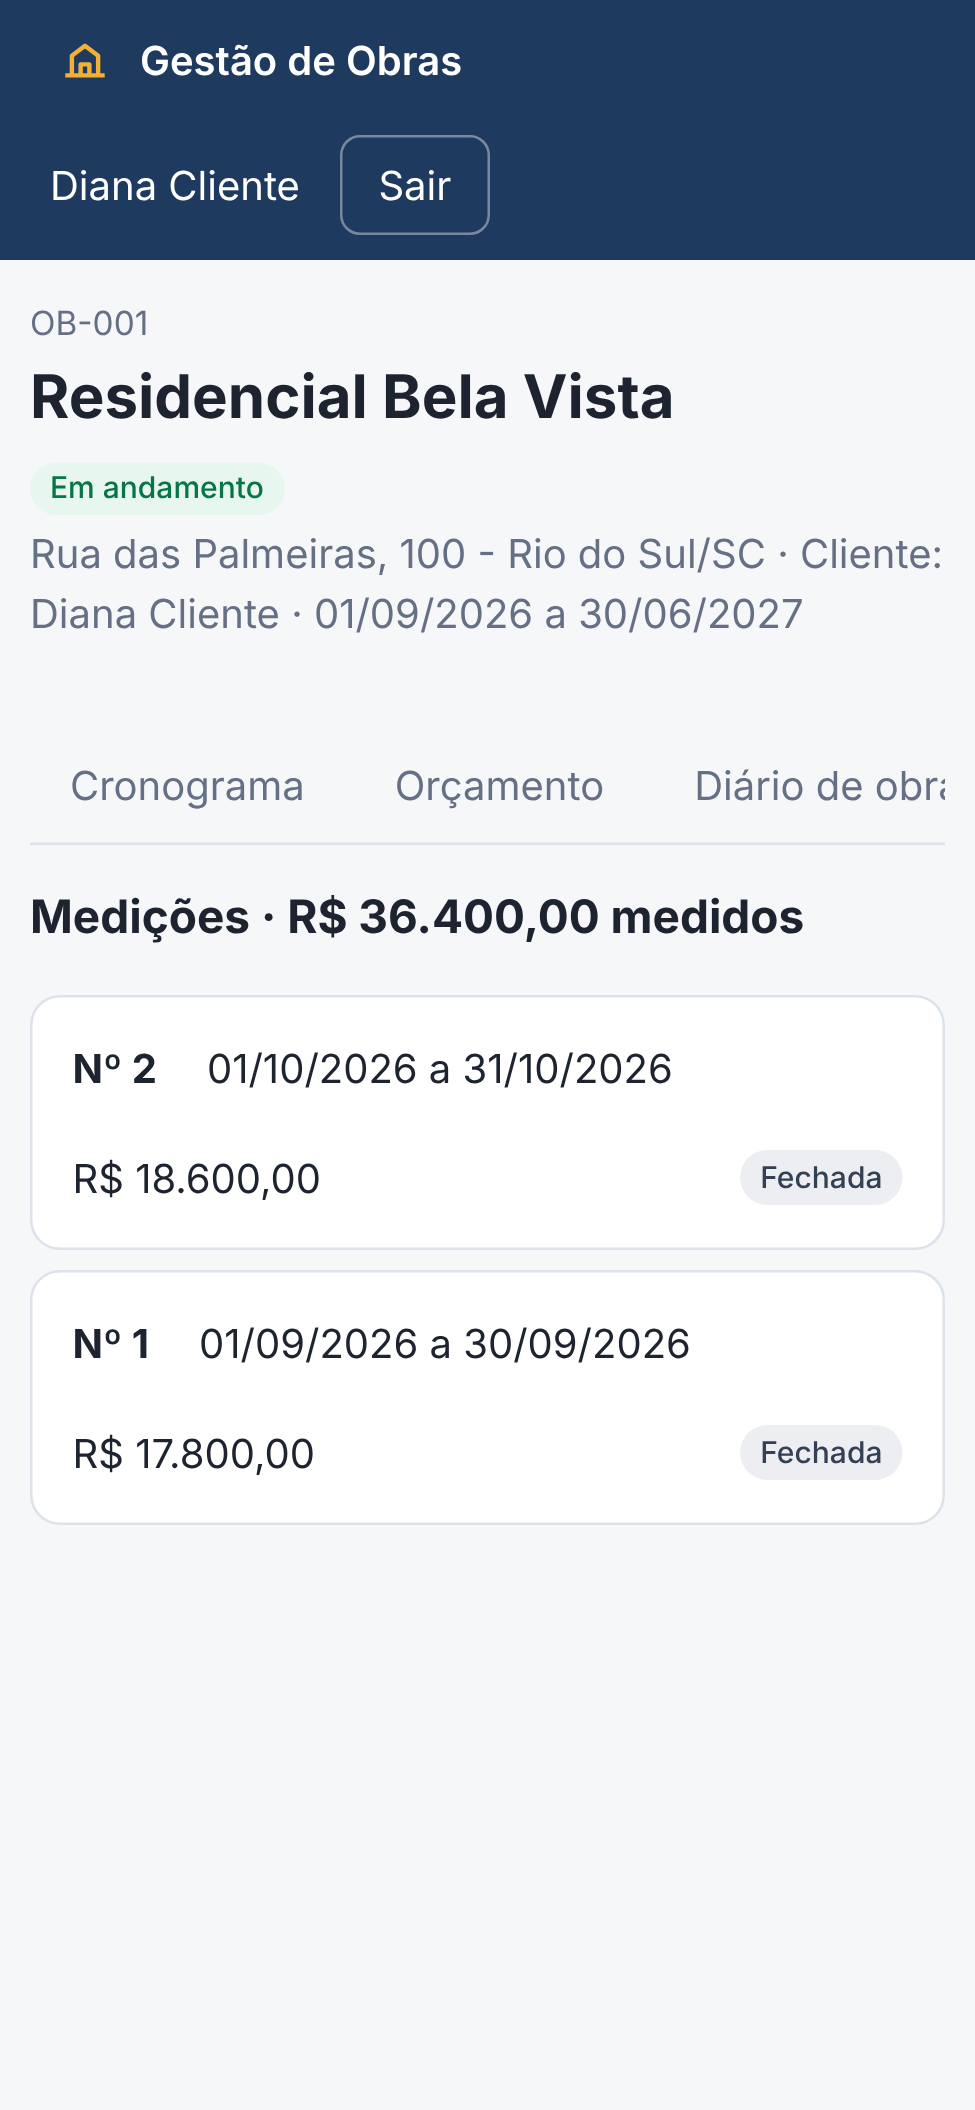 Gestão de Obras
Diana Cliente
Sair
OB-001
Residencial Bela Vista
Em andamento
Rua das Palmeiras, 100 - Rio do Sul/SC · Cliente:
Diana Cliente · 01/09/2026 a 30/06/2027
Cronograma
Orçamento
Diário de obra
Medições · R$ 36.400,00 medidos
Nº 2 01/10/2026 a 31/10/2026
R$ 18.600,00
Fechada
Nº 1 01/09/2026 a 30/09/2026
R$ 17.800,00
Fechada